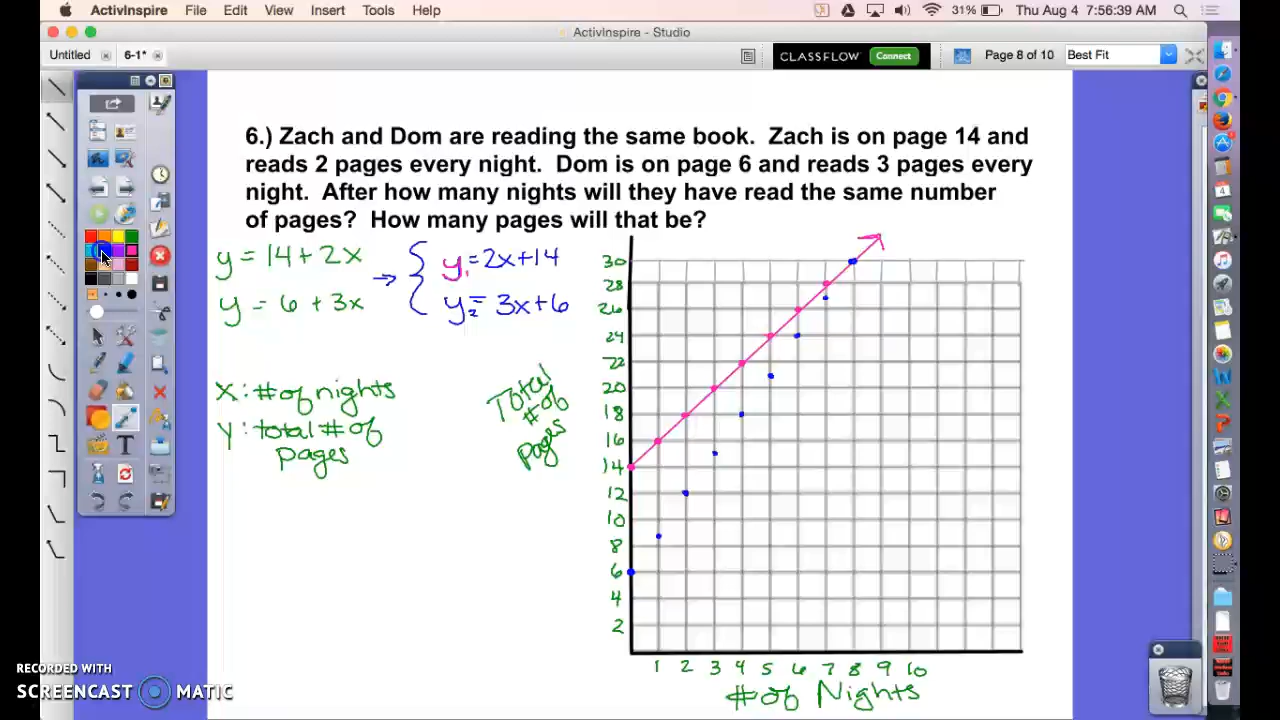 ActivInspire File Edit View Insert Tools Help 31% Thu Aug 4 7:56:39 AM
ActivInspire - Studio
Untitled 6-1* CLASSFLOW Connect Page 8 of 10 Best Fit
6.) Zach and Dom are reading the same book. Zach is on page 14 and
reads 2 pages every night. Dom is on page 6 and reads 3 pages every
night. After how many nights will they have read the same number
of pages? How many pages will that be?
y = 14 + 2x → { y₁ = 2x+14
y = 6 + 3x y₂ = 3x+6
X: # of nights
Y: total # of
pages
Total
# of
pages
30
28
26
24
22
20
18
16
14
12
10
8
6
4
2
1 2 3 4 5 6 7 8 9 10
# of Nights
RECORDED WITH
SCREENCAST MATIC